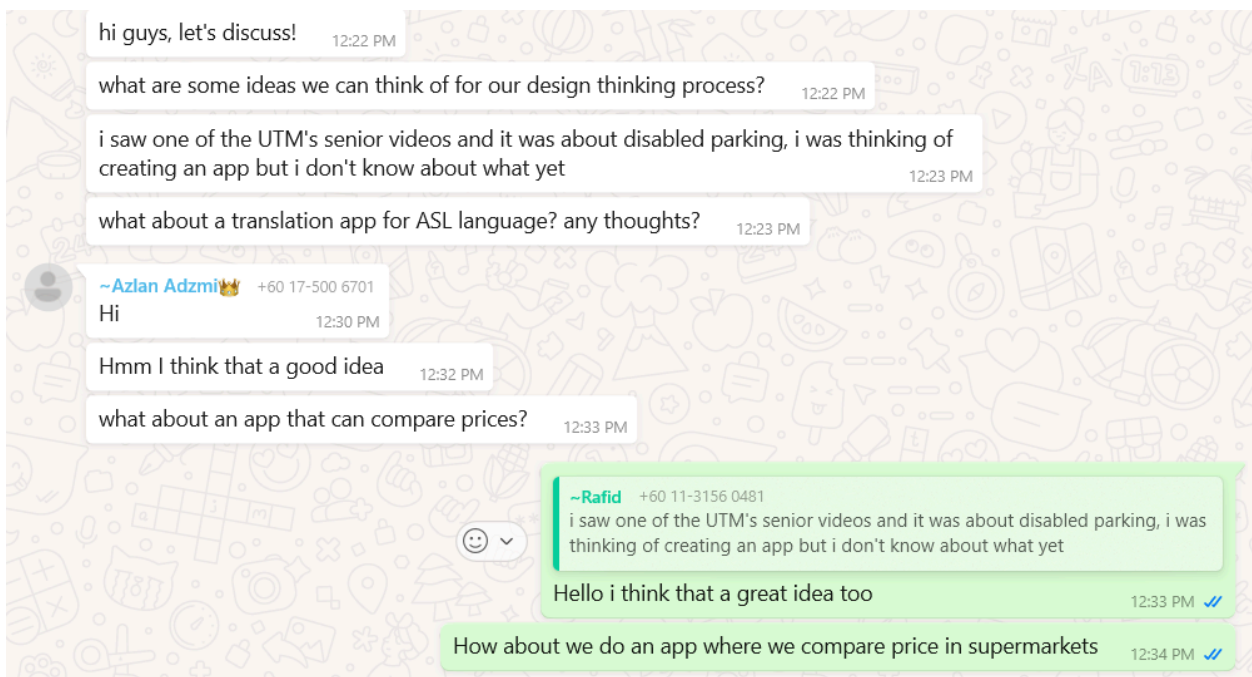 hi guys, let's discuss!
12:22 PM
what are some ideas we can think of for our design thinking process?
12:22 PM
i saw one of the UTM's senior videos and it was about disabled parking, i was thinking of
creating an app but i don't know about what yet
12:23 PM
what about a translation app for ASL language? any thoughts?
12:23 PM
~Azlan Adzmi👑 +60 17-500 6701
Hi
12:30 PM
Hmm I think that a good idea
12:32 PM
what about an app that can compare prices?
12:33 PM
~Rafid +60 11-3156 0481
i saw one of the UTM's senior videos and it was about disabled parking, i was
thinking of creating an app but i don't know about what yet
Hello i think that a great idea too
12:33 PM
How about we do an app where we compare price in supermarkets
12:34 PM